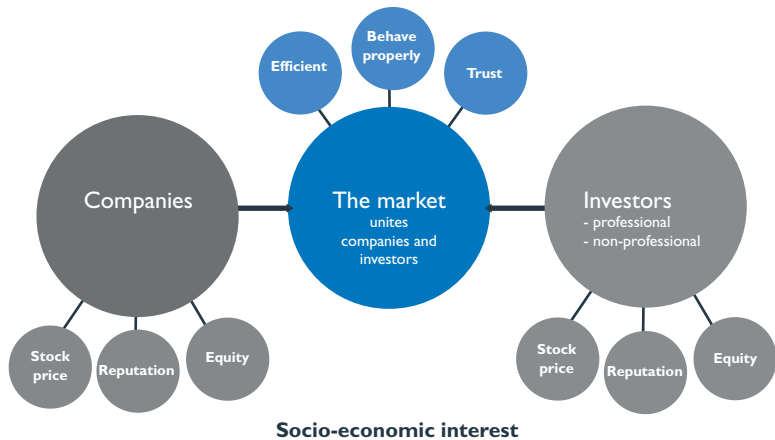 Behave
properly
Efficient
Trust
Companies
The market
unites
companies and
investors
Investors
- professional
- non-professional
Stock
price
Reputation
Equity
Stock
price
Reputation
Equity
Socio-economic interest